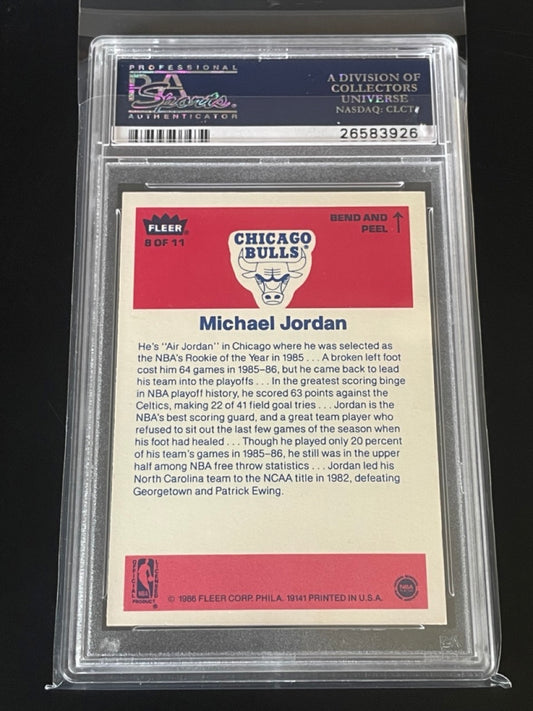 PROFESSIONAL
PSA
Sports
AUTHENTICATOR
A DIVISION OF
COLLECTORS
UNIVERSE
NASDAQ: CLCT
26583926
FLEER
8 OF 11
BEND AND
PEEL
CHICAGO
BULLS
Michael Jordan
He's "Air Jordan" in Chicago where he was selected as
the NBA's Rookie of the Year in 1985 . . . A broken left foot
cost him 64 games in 1985–86, but he came back to lead
his team into the playoffs . . . In the greatest scoring binge
in NBA playoff history, he scored 63 points against the
Celtics, making 22 of 41 field goal tries . . . Jordan is the
NBA's best scoring guard, and a great team player who
refused to sit out the last few games of the season when
his foot had healed . . . Though he played only 20 percent
of his team's games in 1985–86, he still was in the upper
half among NBA free throw statistics . . . Jordan led his
North Carolina team to the NCAA title in 1982, defeating
Georgetown and Patrick Ewing.
OFFICIAL LICENSED
NBA
PRODUCT
© 1986 FLEER CORP. PHILA. 19141 PRINTED IN U.S.A.